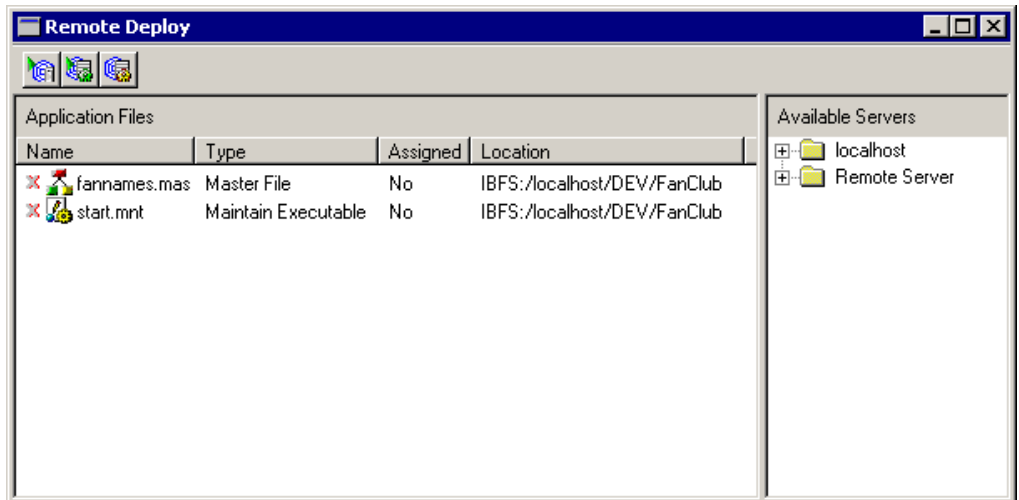 Remote Deploy
Application Files
Name Type Assigned Location
fannames.mas Master File No IBFS:/localhost/DEV/FanClub
start.mnt Maintain Executable No IBFS:/localhost/DEV/FanClub
Available Servers
localhost
Remote Server